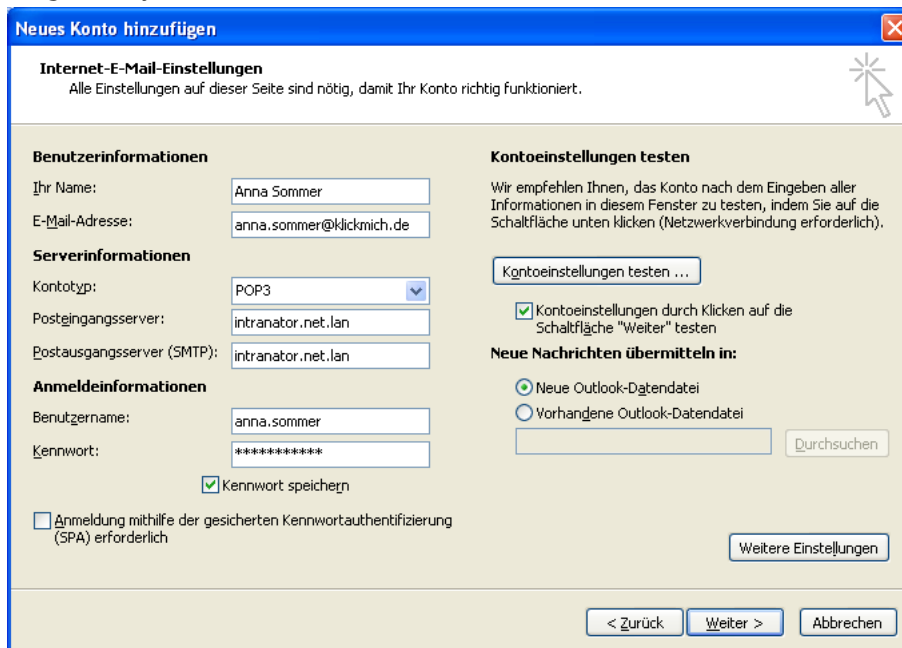 Neues Konto hinzufügen
Internet-E-Mail-Einstellungen
Alle Einstellungen auf dieser Seite sind nötig, damit Ihr Konto richtig funktioniert.
Benutzerinformationen
Ihr Name:
Anna Sommer
E-Mail-Adresse:
anna.sommer@klickmich.de
Serverinformationen
Kontotyp:
POP3
Posteingangsserver:
intranator.net.lan
Postausgangsserver (SMTP):
intranator.net.lan
Anmeldeinformationen
Benutzername:
anna.sommer
Kennwort:
***********
Kennwort speichern
Anmeldung mithilfe der gesicherten Kennwortauthentifizierung
(SPA) erforderlich
Kontoeinstellungen testen
Wir empfehlen Ihnen, das Konto nach dem Eingeben aller
Informationen in diesem Fenster zu testen, indem Sie auf die
Schaltfläche unten klicken (Netzwerkverbindung erforderlich).
Kontoeinstellungen testen ...
Kontoeinstellungen durch Klicken auf die
Schaltfläche "Weiter" testen
Neue Nachrichten übermitteln in:
Neue Outlook-Datendatei
Vorhandene Outlook-Datendatei
Durchsuchen
Weitere Einstellungen
< Zurück
Weiter >
Abbrechen